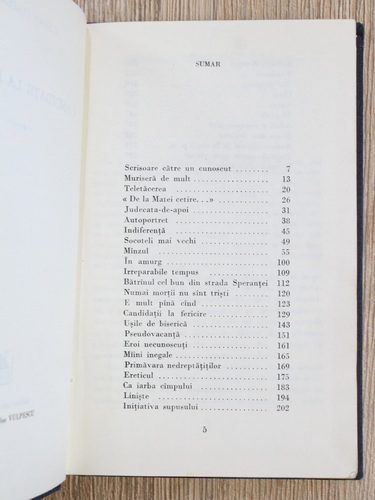 SUMAR
Scrisoare către un cunoscut ........ 7
Muriseră de mult .................... 13
Teletăcerea ........................ 20
« De la Matei cetire. . .» ............ 26
Judecata-de-apoi .................... 31
Autoportret ........................ 38
Indiferență ........................ 45
Socoteli mai vechi .................. 49
Mînzul ............................ 55
În amurg .......................... 100
Irreparabile tempus ................ 109
Bătrînul cel bun din strada Speranței 112
Numai morții nu sînt triști .......... 120
E mult pînă cînd .................. 123
Candidații la fericire .............. 129
Ușile de biserică .................. 143
Pseudovacanță ...................... 151
Eroi necunoscuți .................... 161
Mîini inegale ...................... 165
Primăvara nedreptăților .............. 169
Ereticul .......................... 175
Ca iarba cîmpului .................. 183
Liniște ............................ 194
Inițiativa supusului ................ 202
5
VULPESCU